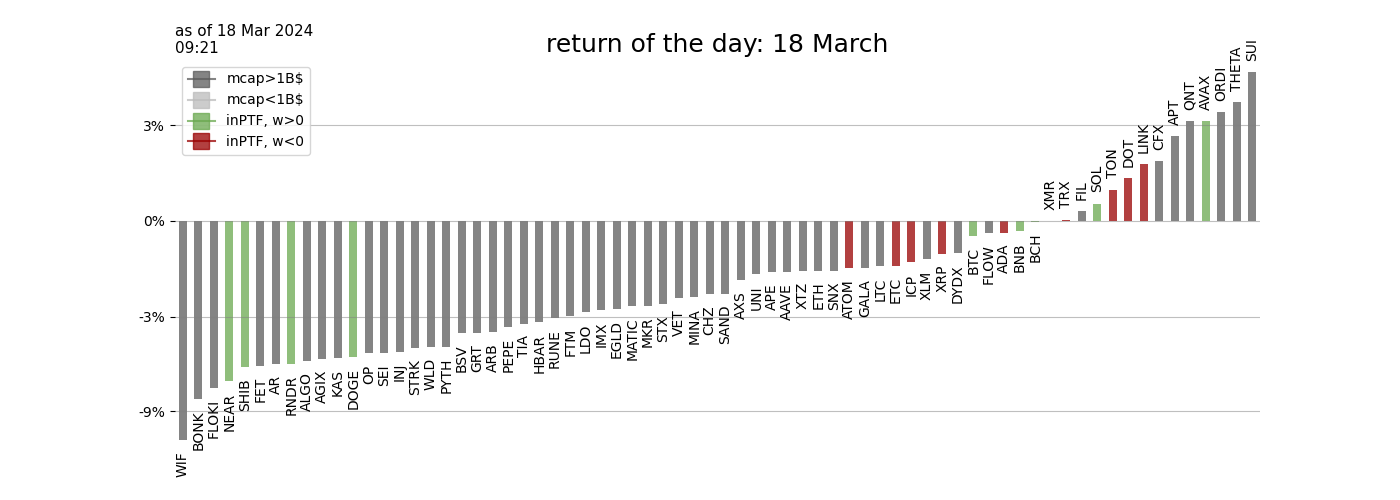 as of 18 Mar 2024
09:21
return of the day: 18 March
mcap>1B$
mcap<1B$
inPTF, w>0
inPTF, w<0
3%
0%
-3%
-9%
WIF
BONK
FLOKI
NEAR
SHIB
FET
AR
RNDR
ALGO
AGIX
KAS
DOGE
OP
SEI
INJ
STRK
WLD
PYTH
BSV
GRT
ARB
PEPE
TIA
HBAR
RUNE
FTM
LDO
IMX
EGLD
MATIC
MKR
STX
VET
MINA
CHZ
SAND
AXS
UNI
APE
AAVE
XTZ
ETH
SNX
ATOM
GALA
LTC
ETC
ICP
XLM
XRP
DYDX
BTC
FLOW
ADA
BNB
BCH
XMR
TRX
FIL
SOL
TON
DOT
LINK
CFX
APT
QNT
AVAX
ORDI
THETA
SUI